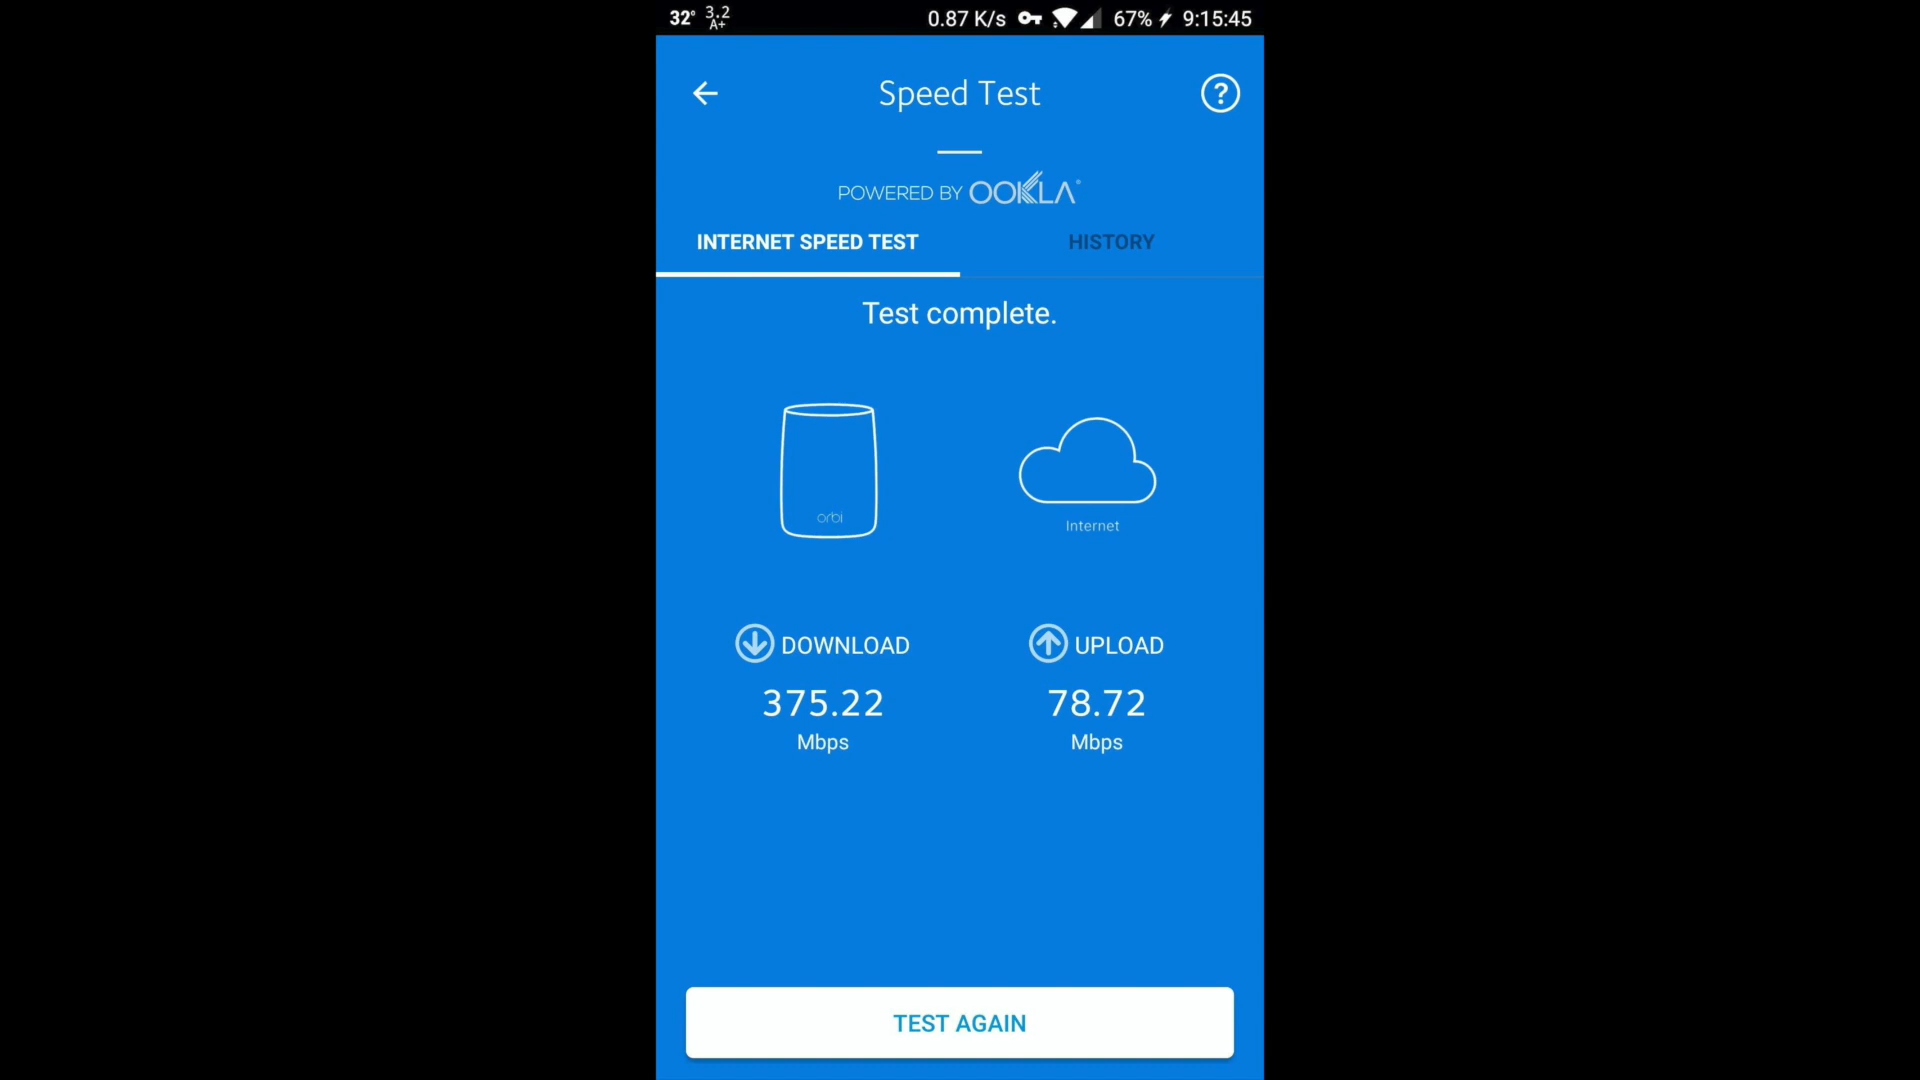 32° 3.2 A+ 0.87 K/s 67% 9:15:45
Speed Test
?
POWERED BY OOKLA®
INTERNET SPEED TEST HISTORY
Test complete.
orbi
Internet
DOWNLOAD UPLOAD
375.22 78.72
Mbps Mbps
TEST AGAIN